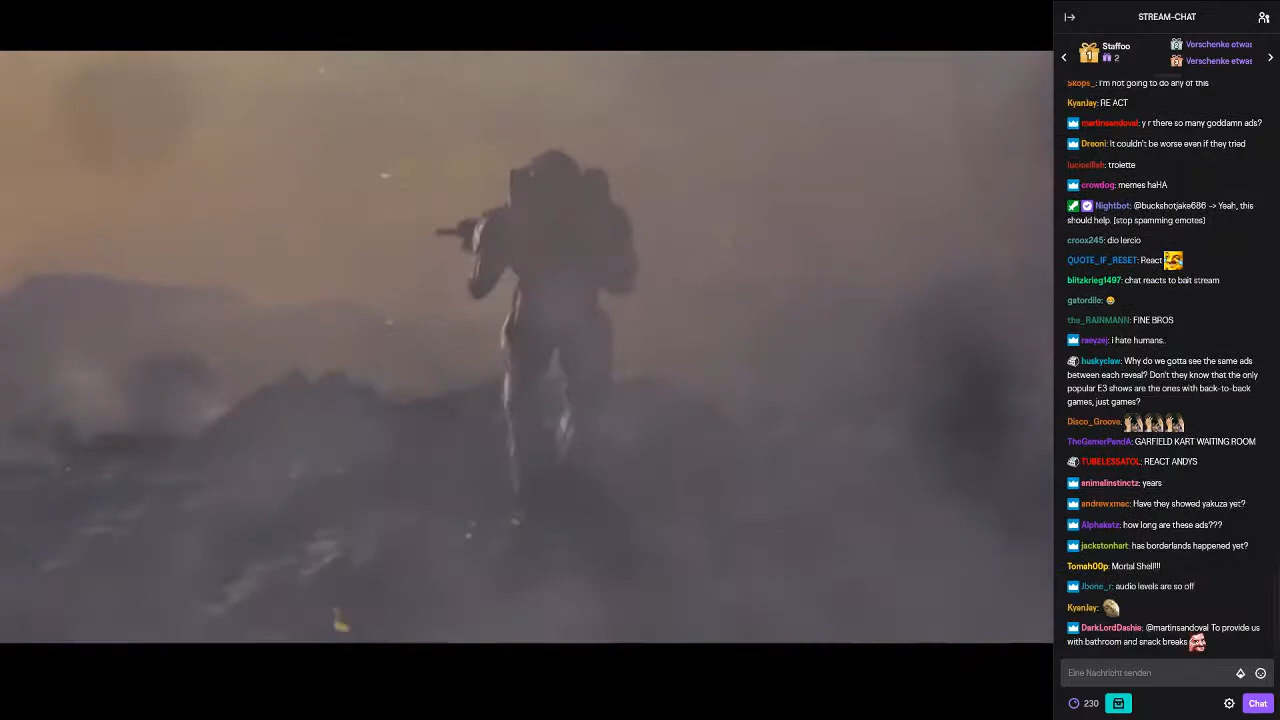 STREAM-CHAT
Staffoo
2
Verschenke etwas
Verschenke etwas
Skops_: I'm not going to do any of this
KyanJay: RE ACT
martinsandoval: y r there so many goddamn ads?
Dreoni: It couldn't be worse even if they tried
troiette
crowdog: memes haHA
Nightbot: @buckshotjake686 -> Yeah, this
should help. [stop spamming emotes]
croox245: dio lercio
QUOTE_IF_RESET: React
blitzkrieg1497: chat reacts to bait stream
gatordile:
the_RAINMANN: FINE BROS
raeyzej: i hate humans..
huskyclaw: Why do we gotta see the same ads
between each reveal? Don't they know that the only
popular E3 shows are the ones with back-to-back
games, just games?
Disco_Groove:
TheGamerPandA: GARFIELD KART WAITING ROOM
TUBELESSATOL: REACT ANDYS
animalinstinctz: years
andrewxmac: Have they showed yakuza yet?
Alphaketz: how long are these ads???
jackstonhart: has borderlands happened yet?
Tomah00p: Mortal Shell!!!
Jbone_r: audio levels are so off
KyanJay:
DarkLordDashie: @martinsandoval To provide us
with bathroom and snack breaks
Eine Nachricht senden
230
Chat